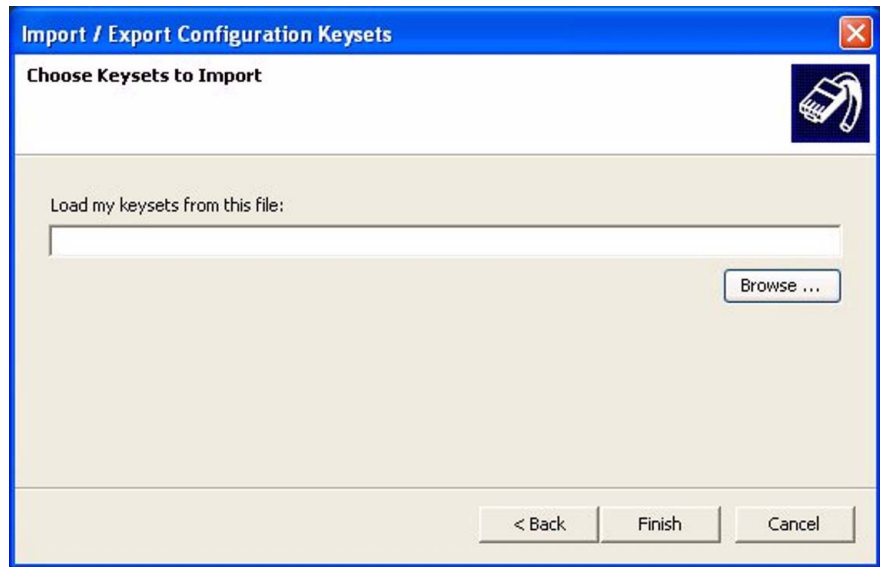 Import / Export Configuration Keysets
Choose Keysets to Import
Load my keysets from this file:
Browse ...
< Back
Finish
Cancel